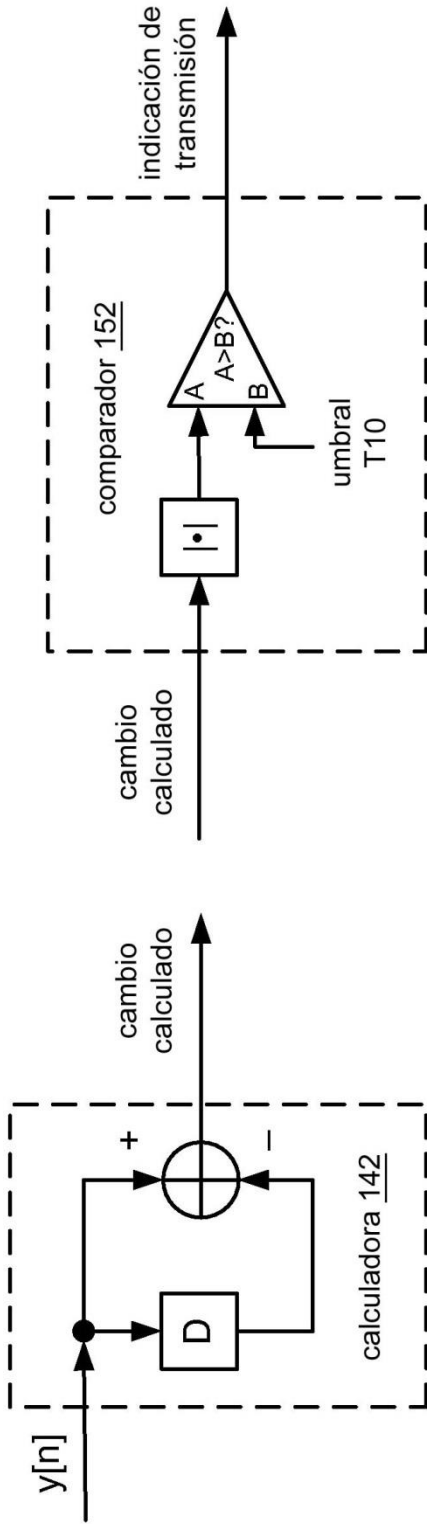 y[n]
D
+
−
calculadora 142
cambio
calculado
cambio
calculado
|•|
comparador 152
A
A>B?
B
umbral
T10
indicación de
transmisión